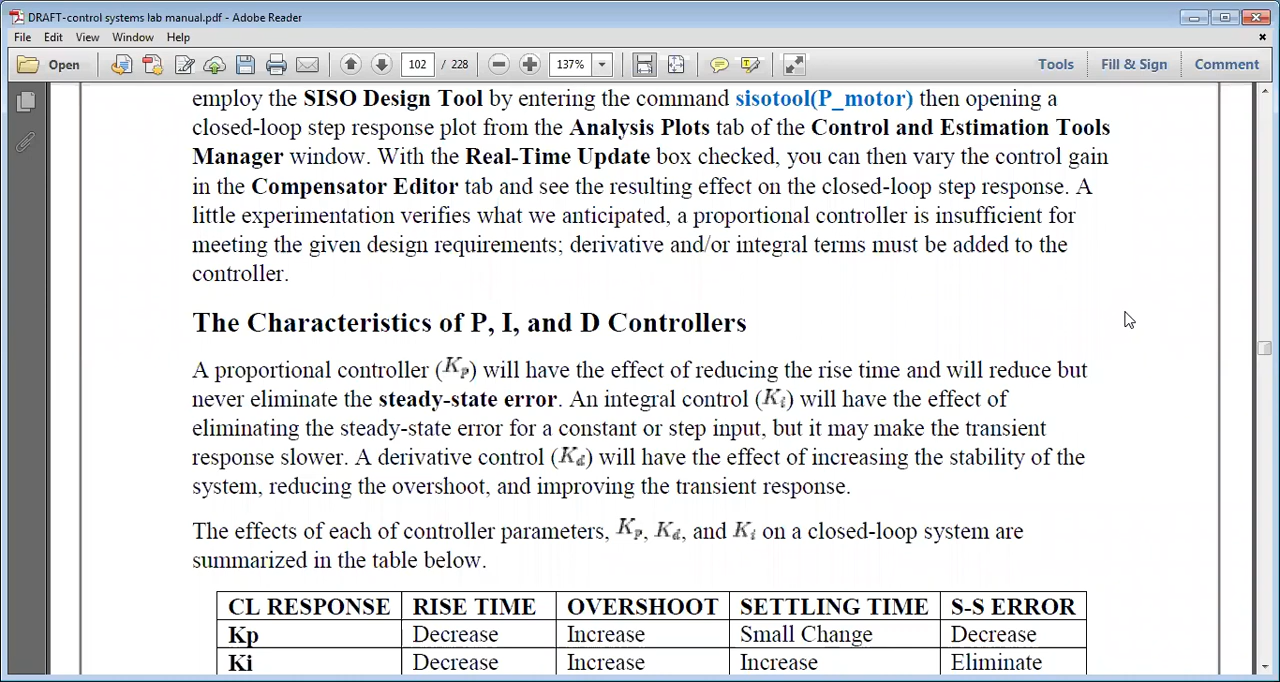 DRAFT-control systems lab manual.pdf - Adobe Reader
File Edit View Window Help
Open 102 / 228 137% Tools Fill & Sign Comment
employ the SISO Design Tool by entering the command sisotool(P_motor) then opening a
closed-loop step response plot from the Analysis Plots tab of the Control and Estimation Tools
Manager window. With the Real-Time Update box checked, you can then vary the control gain
in the Compensator Editor tab and see the resulting effect on the closed-loop step response. A
little experimentation verifies what we anticipated, a proportional controller is insufficient for
meeting the given design requirements; derivative and/or integral terms must be added to the
controller.
The Characteristics of P, I, and D Controllers
A proportional controller (Kp) will have the effect of reducing the rise time and will reduce but
never eliminate the steady-state error. An integral control (Ki) will have the effect of
eliminating the steady-state error for a constant or step input, but it may make the transient
response slower. A derivative control (Kd) will have the effect of increasing the stability of the
system, reducing the overshoot, and improving the transient response.
The effects of each of controller parameters, Kp, Kd, and Ki on a closed-loop system are
summarized in the table below.
CL RESPONSE RISE TIME OVERSHOOT SETTLING TIME S-S ERROR
Kp Decrease Increase Small Change Decrease
Ki Decrease Increase Increase Eliminate